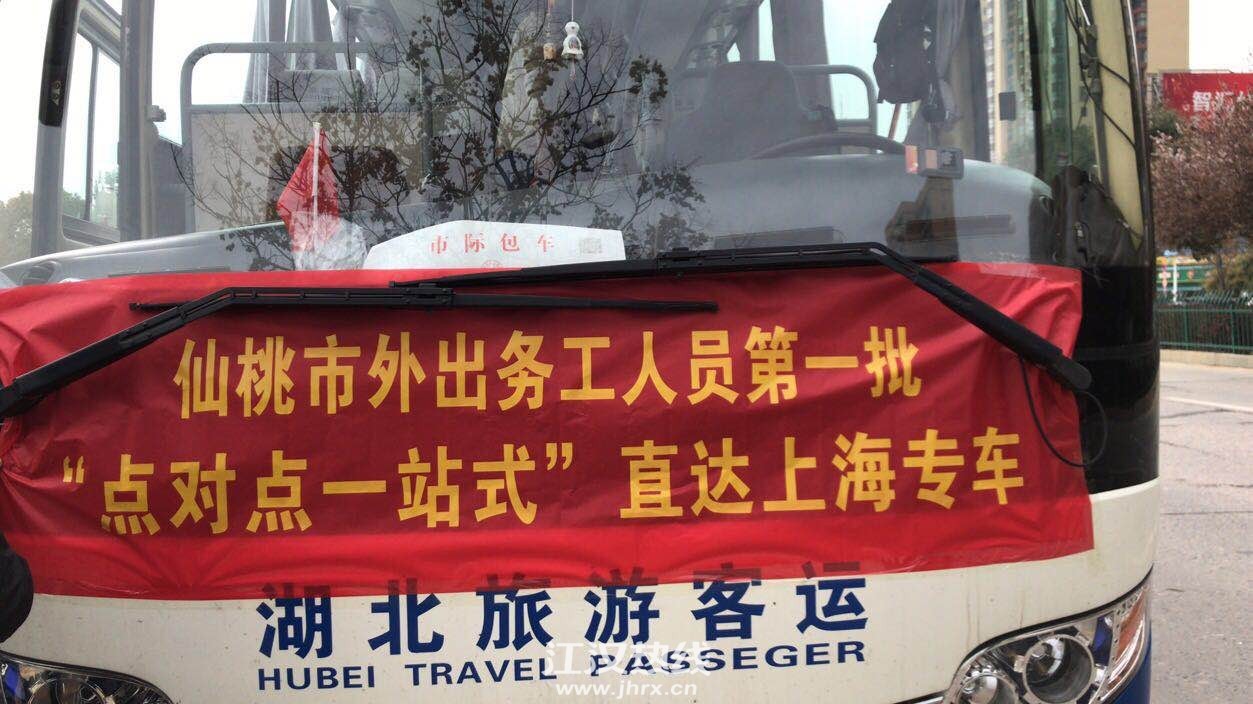 智汇
市际包车
仙桃市外出务工人员第一批
“点对点一站式”直达上海专车
湖北旅游客运
HUBEI TRAVEL PASSEGER
江汉热线
www.jhrx.cn